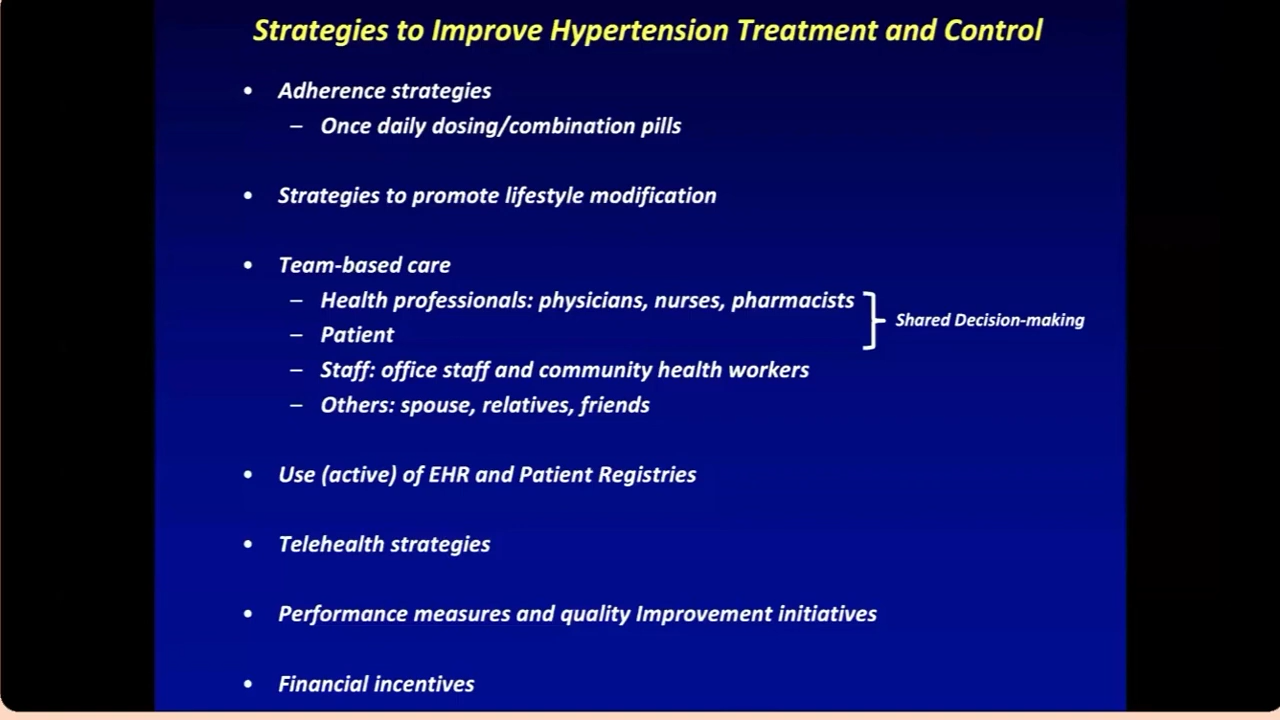 Strategies to Improve Hypertension Treatment and Control
• Adherence strategies
– Once daily dosing/combination pills
• Strategies to promote lifestyle modification
• Team-based care
– Health professionals: physicians, nurses, pharmacists
– Patient
Shared Decision-making
– Staff: office staff and community health workers
– Others: spouse, relatives, friends
• Use (active) of EHR and Patient Registries
• Telehealth strategies
• Performance measures and quality Improvement initiatives
• Financial incentives